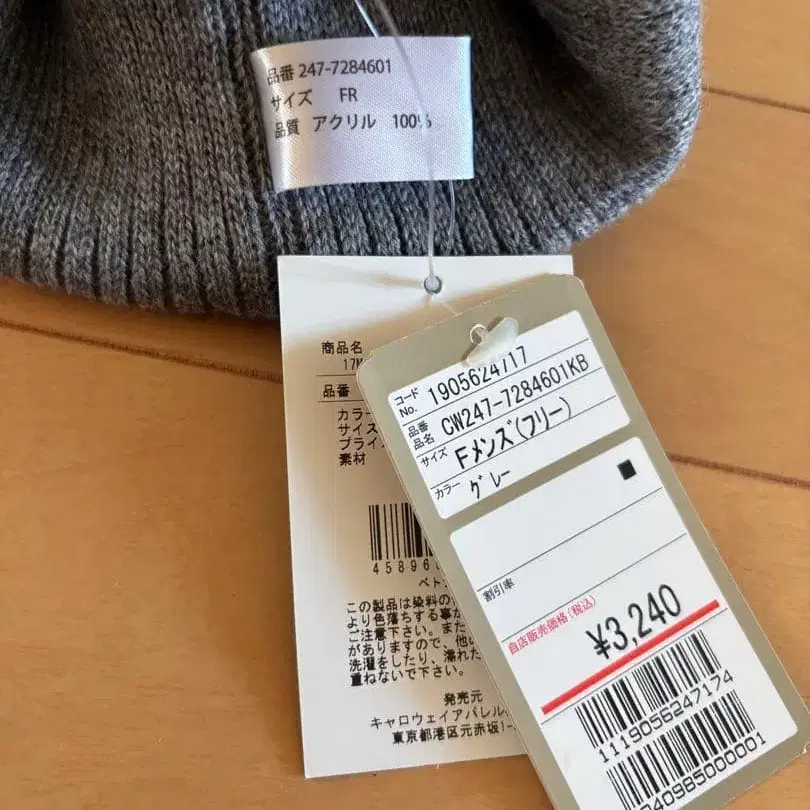 品番 247-7284601
サイズ FR
品質 アクリル 100%
商品名
品番
サイズ
素材
この製品は染料の
より色落ちする事が
ご注意下さい。また
がありますので、他
洗濯をしたり、濡れた
重ねないで下さい。
発売元
キャロウェイアパレル
東京都港区元赤坂1-
コード
No. 1905624717
品番
品名 CW247-7284601KB
サイズ Fメンズ(フリー)
カラー グレー
割引率
自店販売価格(税込)
¥3,240
1119056247174
40985000001